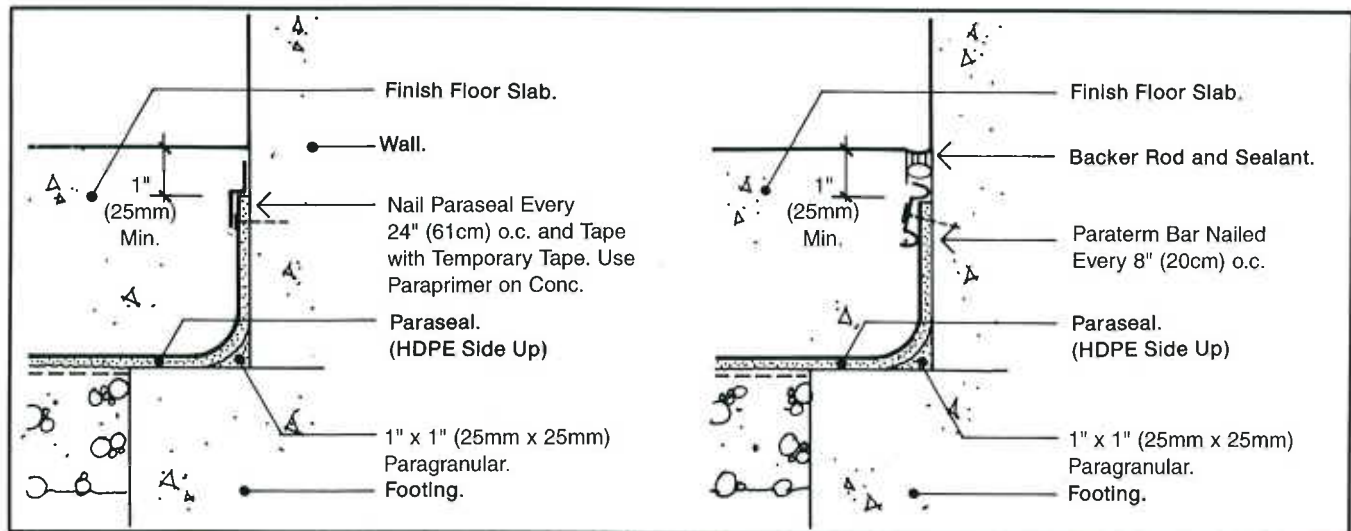 Finish Floor Slab.
Wall.
1"
(25mm)
Min.
Nail Paraseal Every
24" (61cm) o.c. and Tape
with Temporary Tape. Use
Paraprimer on Conc.
Paraseal.
(HDPE Side Up)
1" x 1" (25mm x 25mm)
Paragranular.
Footing.
Finish Floor Slab.
Backer Rod and Sealant.
1"
(25mm)
Min.
Paraterm Bar Nailed
Every 8" (20cm) o.c.
Paraseal.
(HDPE Side Up)
1" x 1" (25mm x 25mm)
Paragranular.
Footing.